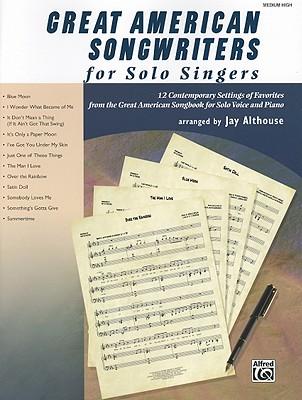 MEDIUM HIGH
GREAT AMERICAN
SONGWRITERS
for Solo Singers
12 Contemporary Settings of Favorites
from the Great American Songbook for Solo Voice and Piano
arranged by Jay Althouse
• Blue Moon
• I Wonder What Became of Me
• It Don't Mean a Thing
(If It Ain't Got That Swing)
• It's Only a Paper Moon
• I've Got You Under My Skin
• Just One of Those Things
• The Man I Love
• Over the Rainbow
• Satin Doll
• Somebody Loves Me
• Something's Gotta Give
• Summertime
SATIN DOLL
BLUE MOON
THE MAN I LOVE
OVER THE RAINBOW
Alfred